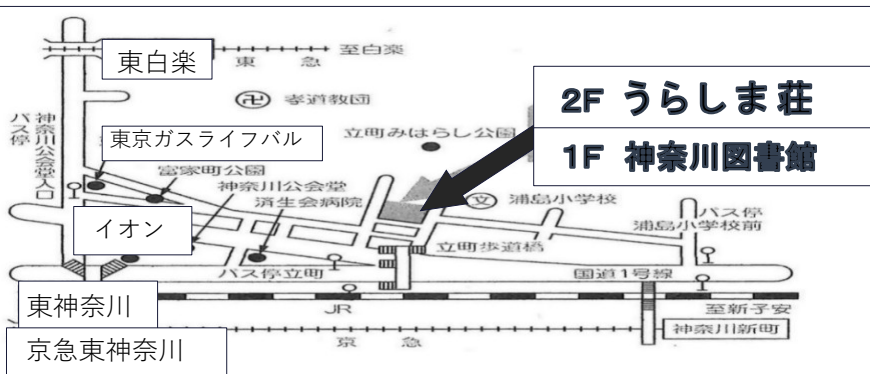 東白楽
東急
至白楽
孝道教団
2F うらしま荘
1F 神奈川図書館
神奈川公会堂入口
バス停
東京ガスライフバル
立町みはらし公園
富家町公園
神奈川公会堂
済生会病院
文
浦島小学校
バス停
浦島小学校前
イオン
立町歩道橋
バス停立町
国道1号線
東神奈川
JR
至新子安
京急東神奈川
京急
神奈川新町